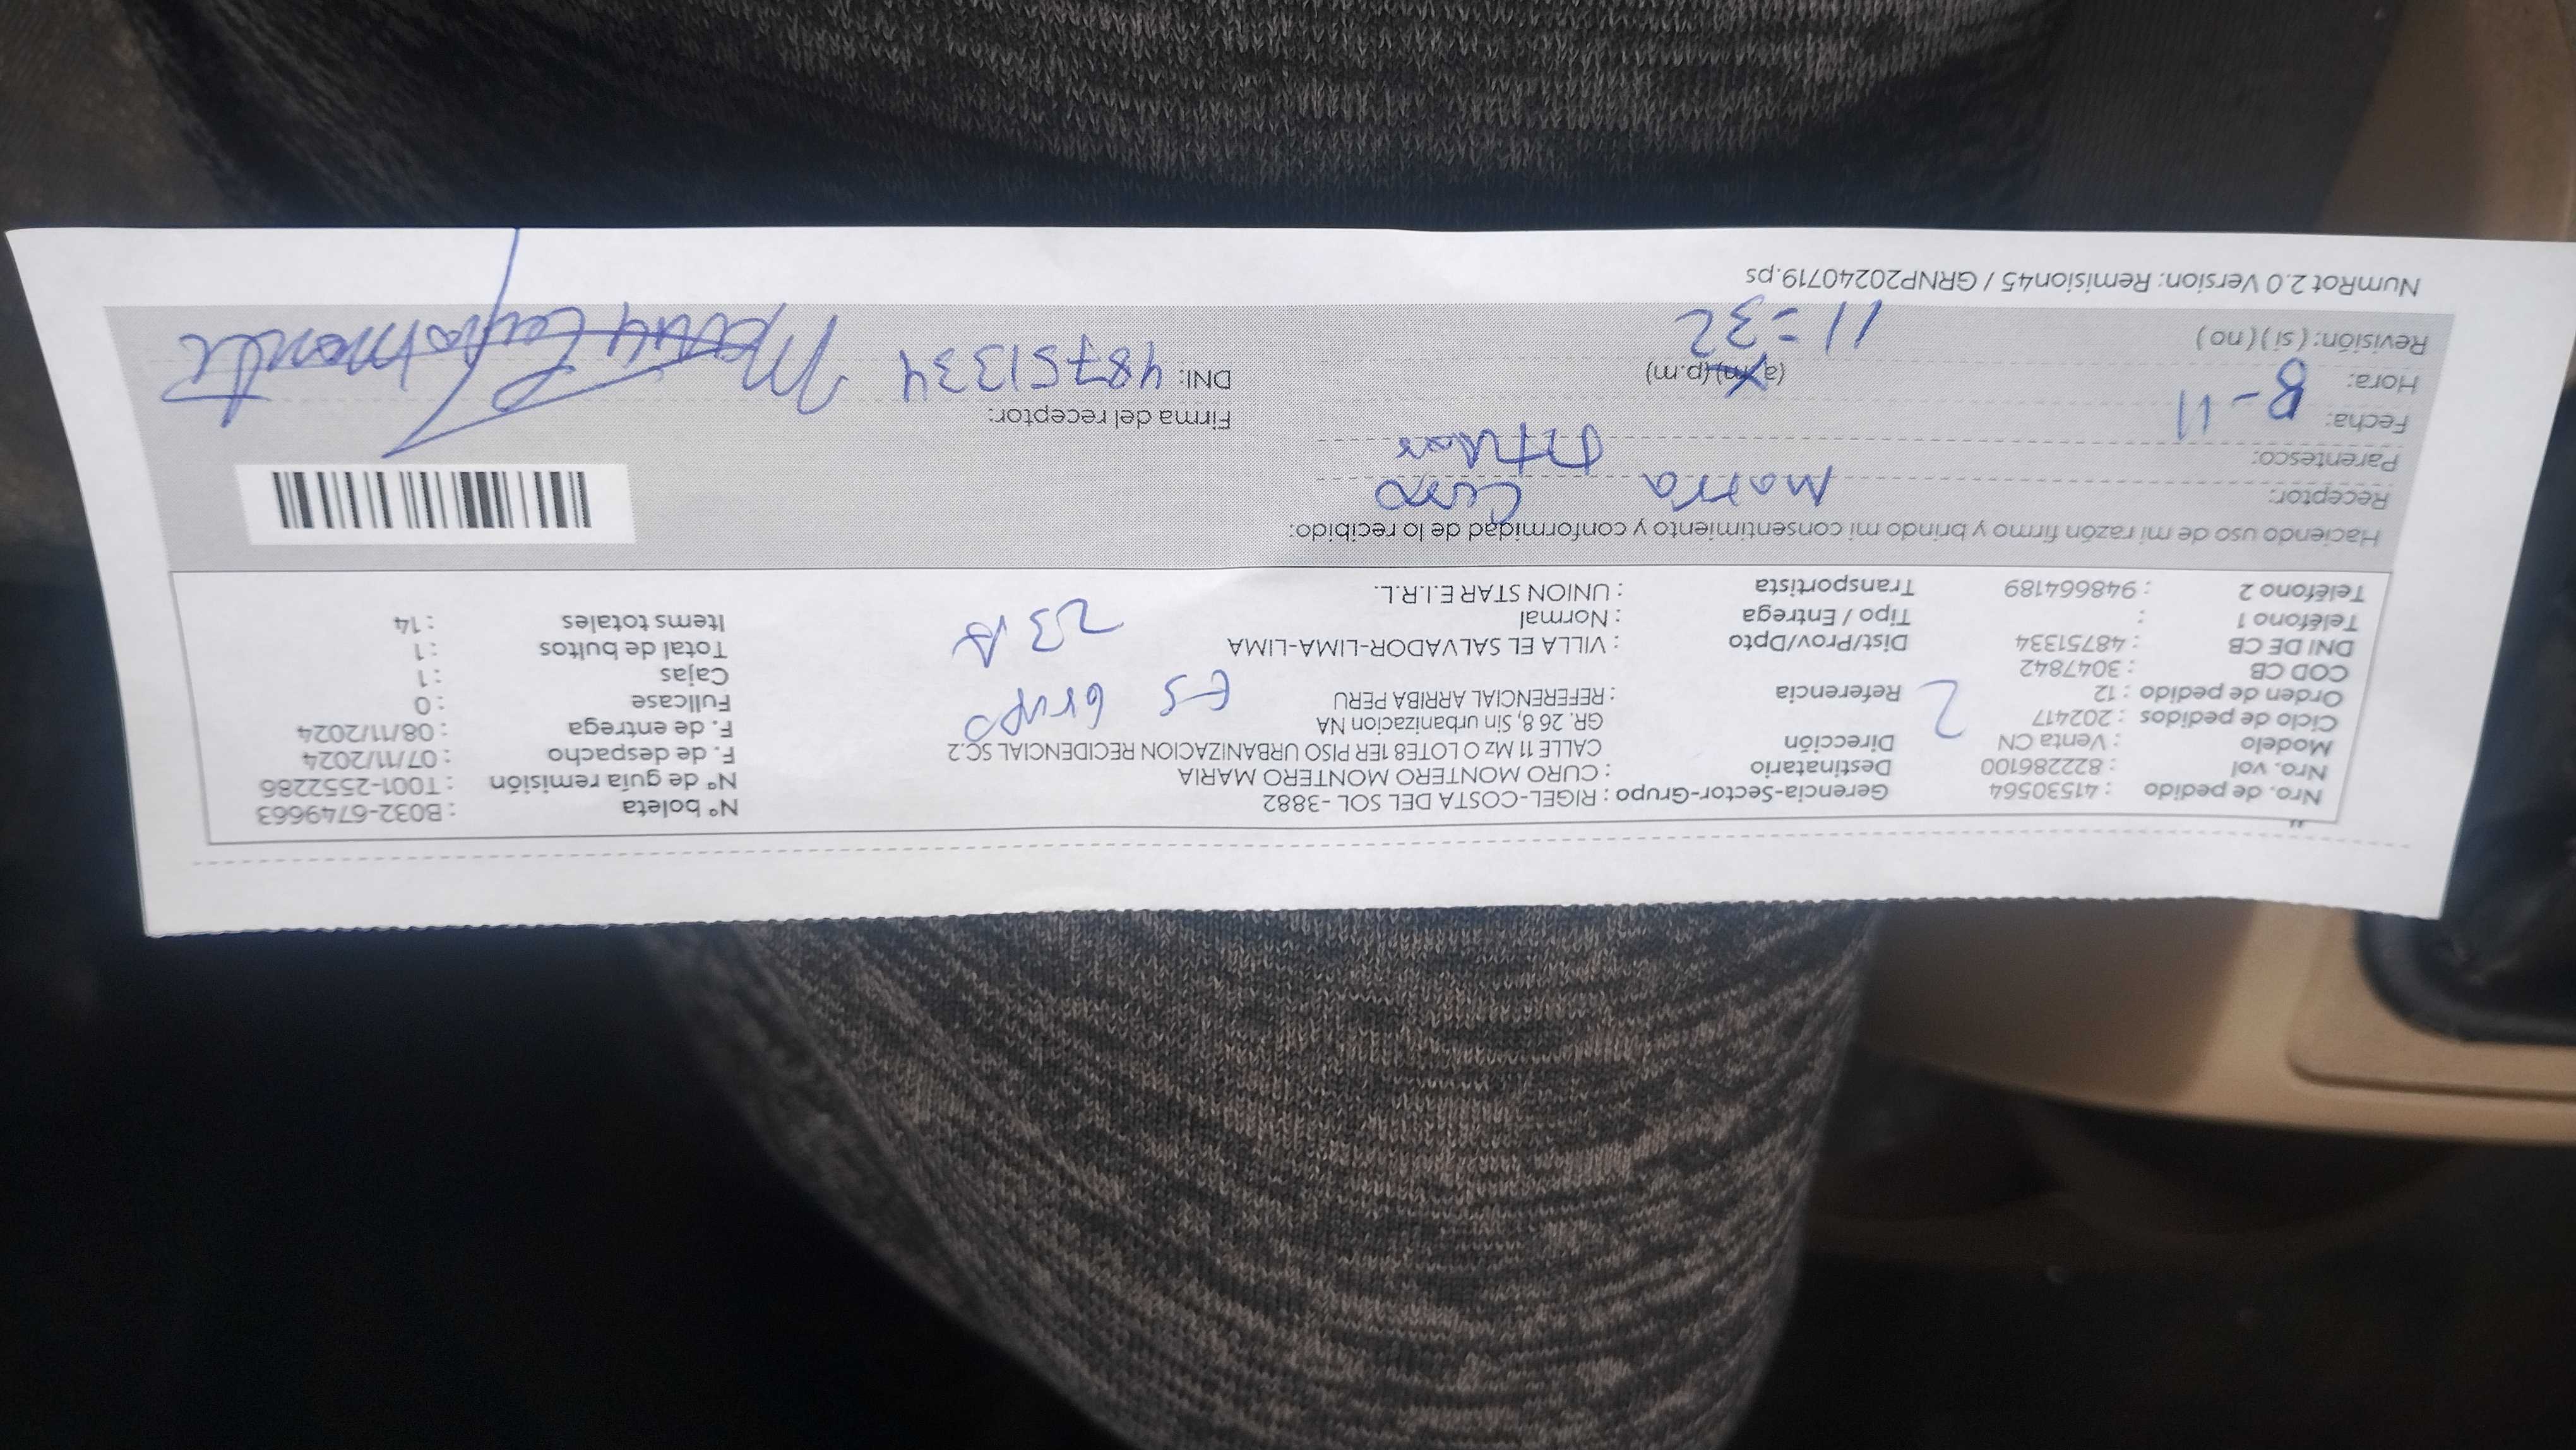 Nro. de pedido : 41530564 Gerencia-Sector-Grupo : RIGEL-COSTA DEL SOL -3882 Nº boleta : B032-6749663
Nro. vol : 822286100 Destinatario : CURO MONTERO MONTERO MARIA Nº de guía remisión : T001-2552286
Modelo : Venta CN Dirección CALLE 11 Mz O LOTE8 1ER PISO URBANIZACION RECIDENCIAL SC.2 F. de despacho : 07/11/2024
Ciclo de pedidos : 202417 GR. 26 8, Sin urbanizacion NA F. de entrega : 08/11/2024
Orden de pedido : 12 2 Referencia : REFERENCIAL ARRIBA PERU Es Grupo Fullcase : 0
COD CB : 3047842 Cajas : 1
DNI DE CB : 48751334 Dist/Prov/Dpto : VILLA EL SALVADOR-LIMA-LIMA 23 A Total de bultos : 1
Teléfono 1 : Tipo / Entrega : Normal Items totales : 14
Teléfono 2 : 948664189 Transportista : UNION STAR E.I.R.L.
Haciendo uso de mi razón firmo y brindo mi consentimiento y conformidad de lo recibido:
Receptor: Maria Curo
Parentesco: Titular
Fecha: 8-11 Firma del receptor:
Hora: (a.m) (p.m) DNI: 48751334
Revisión: (si) (no) 11=32
NumRot 2.0 Version: Remision45 / GRNP20240719.ps